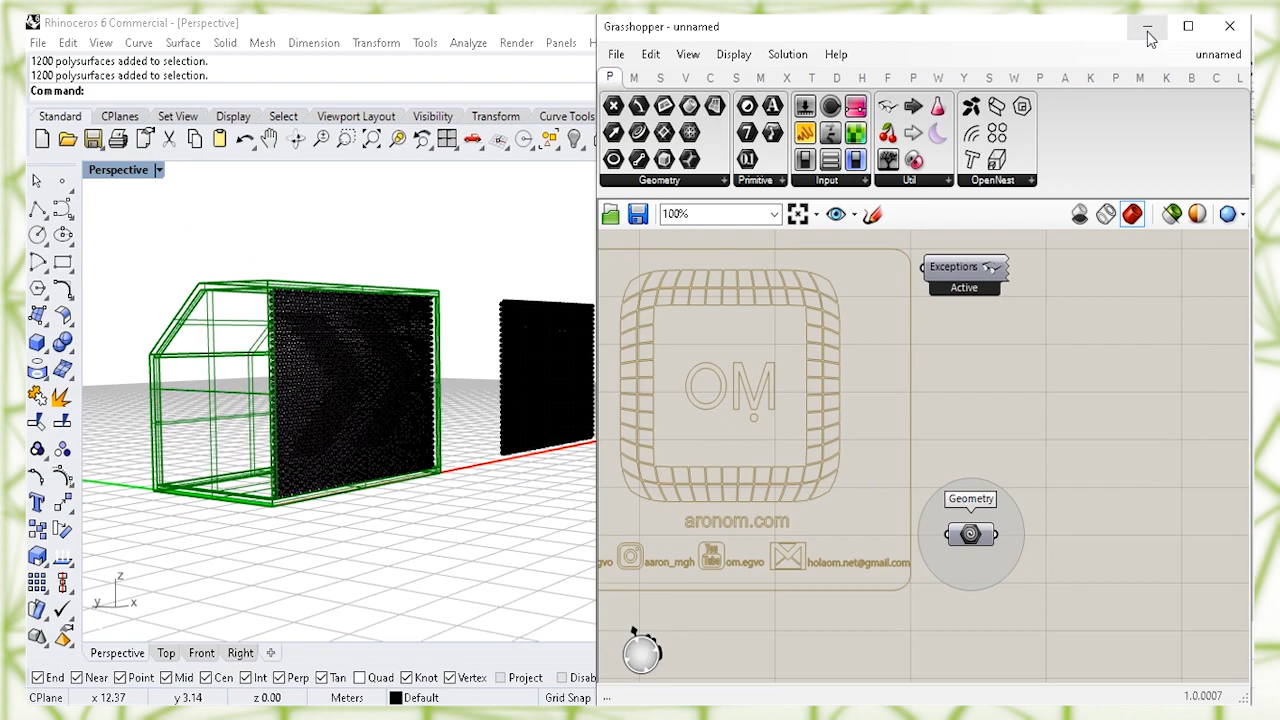 Rhinoceros 6 Commercial - [Perspective]
File Edit View Curve Surface Solid Mesh Dimension Transform Tools Analyze Render Panels H
1200 polysurfaces added to selection.
1200 polysurfaces added to selection.
Command:
Standard CPlanes Set View Display Select Viewport Layout Visibility Transform Curve Tools
Perspective
z
y x
Perspective Top Front Right
End Near Point Mid Cen Int Perp Tan Quad Knot Vertex Project Disab
CPlane x 12.37 y 3.14 z 0.00 Meters Default Grid Snap
Grasshopper - unnamed
File Edit View Display Solution Help unnamed
P M S V C S M X T D H F P W Y S W P A K P M K W B C L
Geometry Primitive Input Util OpenNest
100%
Exceptions
Active
OM
aronom.com
gvo aaron_mgh You Tube om.egvo holaom.net@gmail.com
Geometry
... 1.0.0007